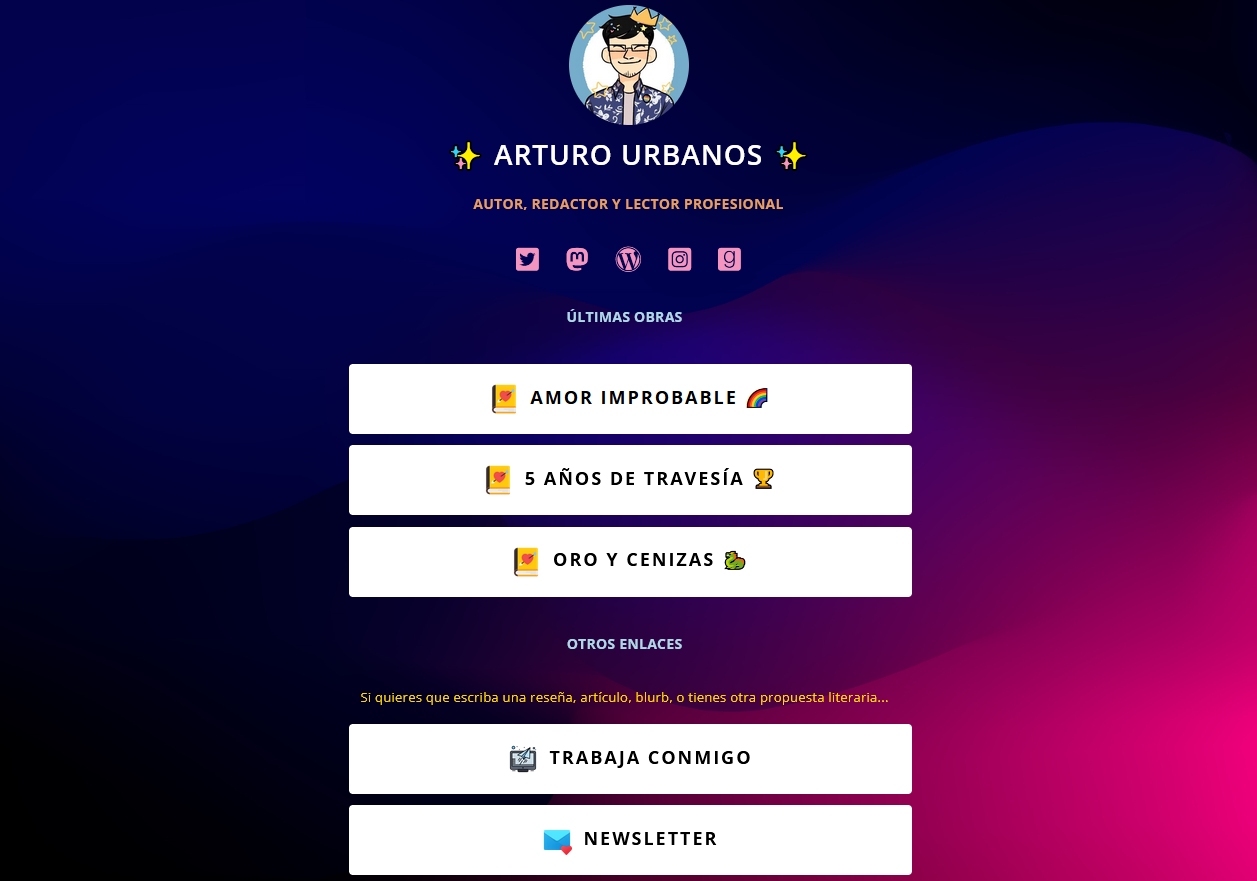 ARTURO URBANOS
AUTOR, REDACTOR Y LECTOR PROFESIONAL
ÚLTIMAS OBRAS
AMOR IMPROBABLE
5 AÑOS DE TRAVESÍA
ORO Y CENIZAS
OTROS ENLACES
Si quieres que escriba una reseña, artículo, blurb, o tienes otra propuesta literaria...
TRABAJA CONMIGO
NEWSLETTER